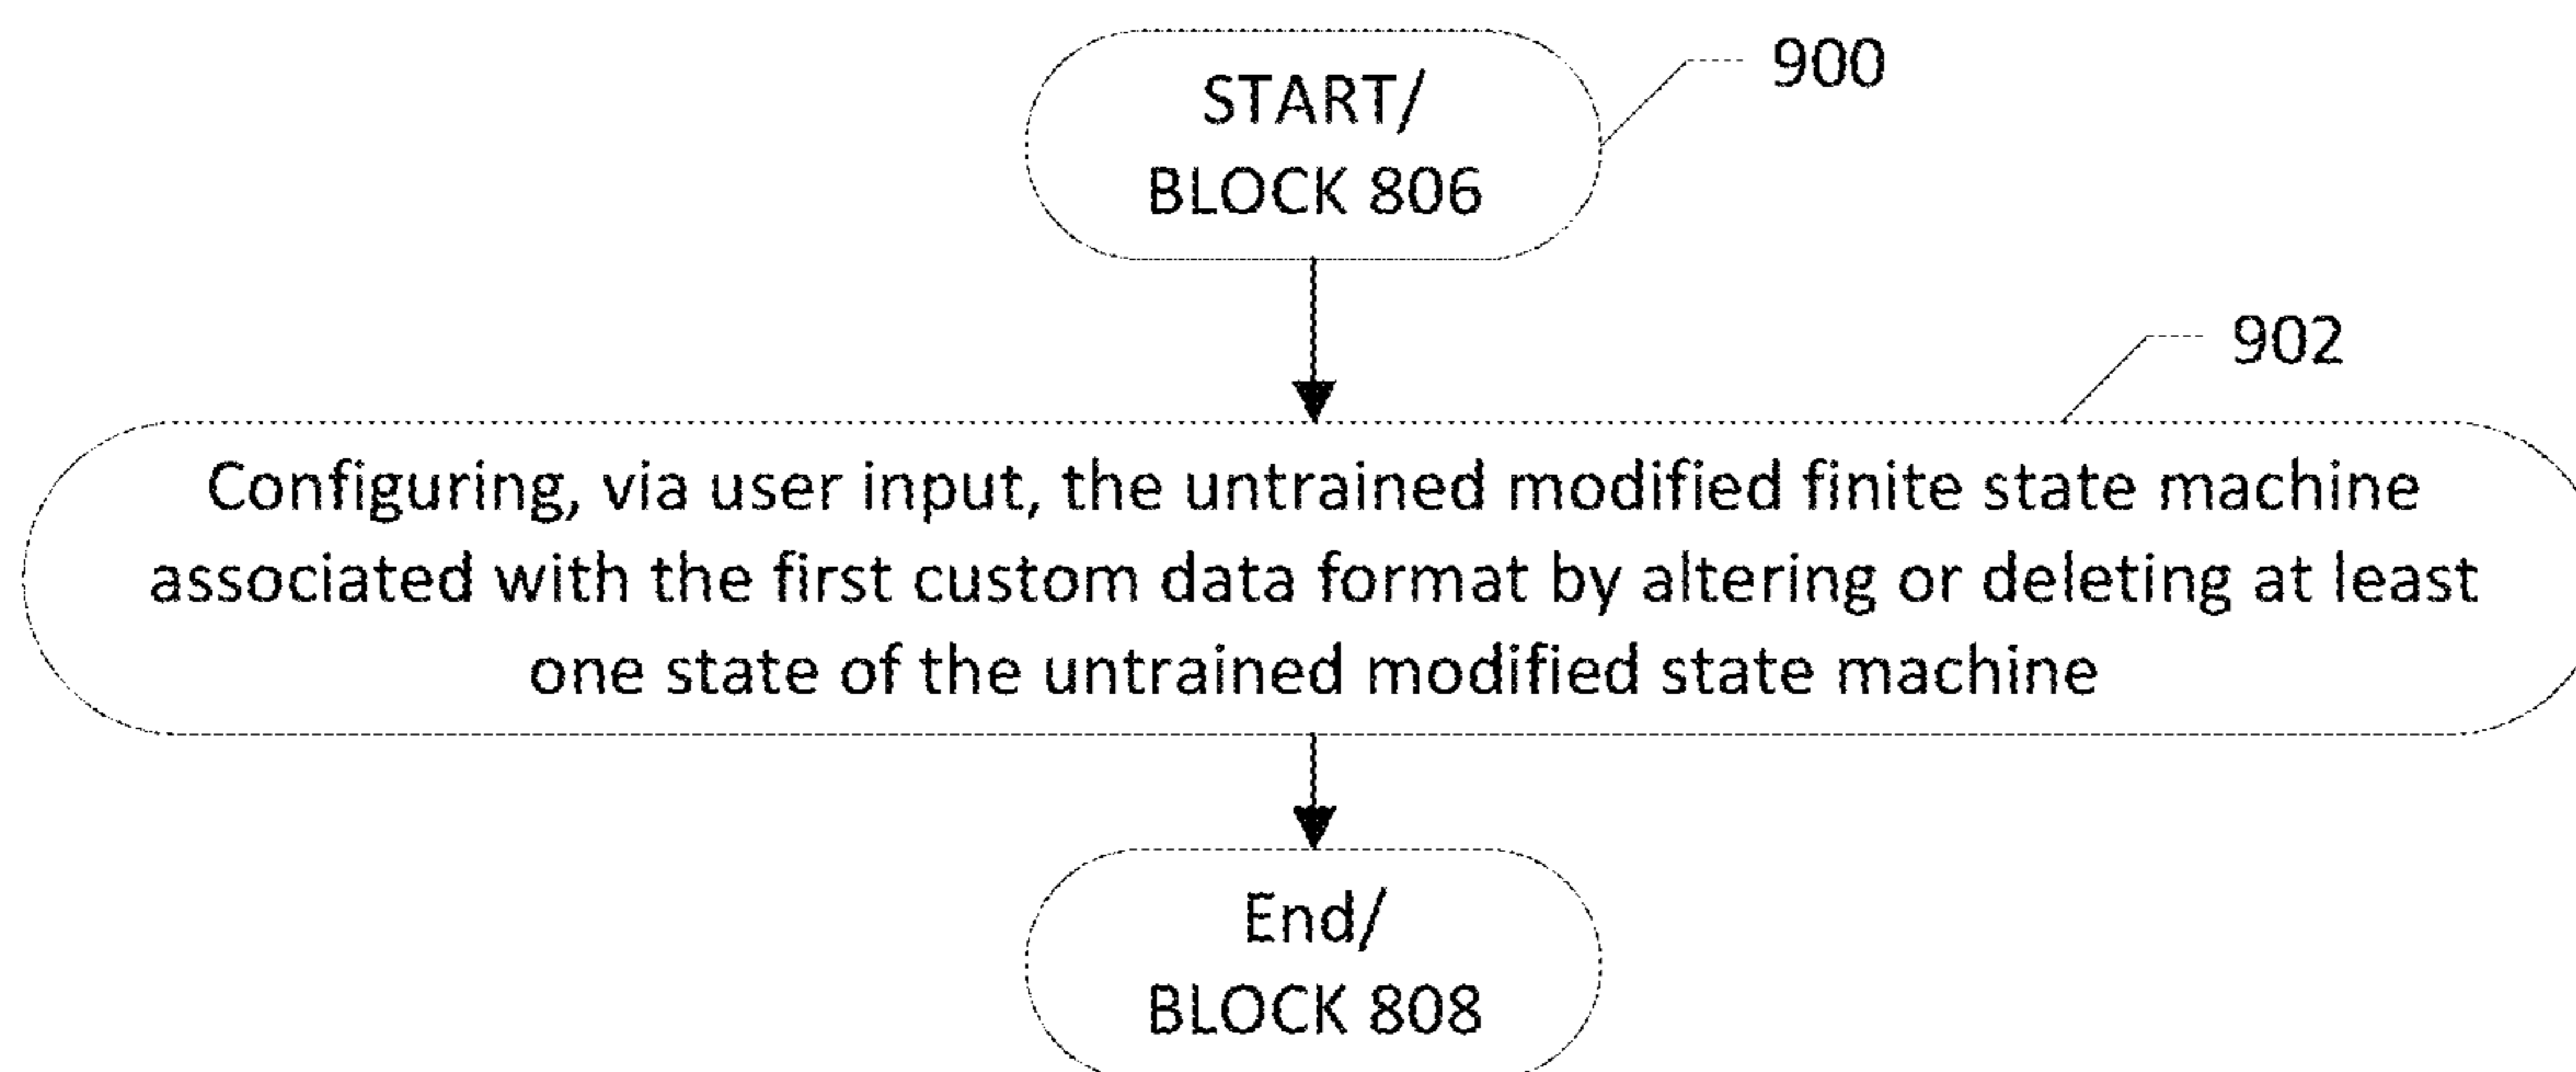 START/
BLOCK 806
900
902
Configuring, via user input, the untrained modified finite state machine
associated with the first custom data format by altering or deleting at least
one state of the untrained modified state machine
End/
BLOCK 808